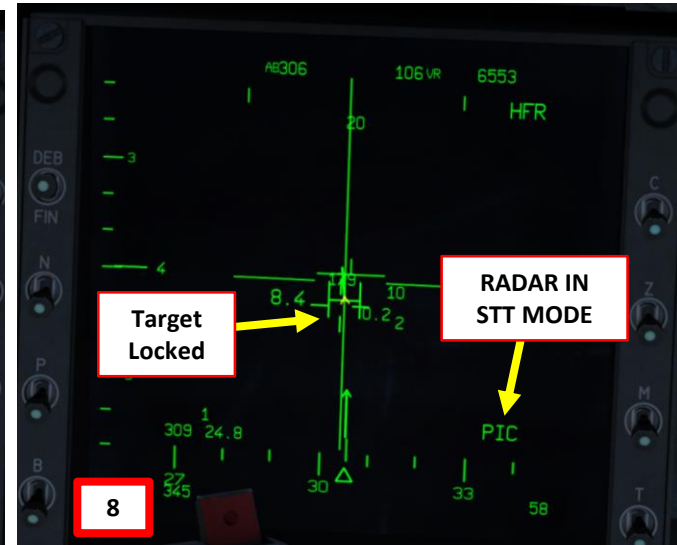 AB306 106 VR 6553
HFR
20
DEB
FIN
3
C
N
4
10
8.4
0.2 2
Z
Target
Locked
RADAR IN
STT MODE
P
M
1
309 24.8
PIC
27
345
30
33
58
B
T
8